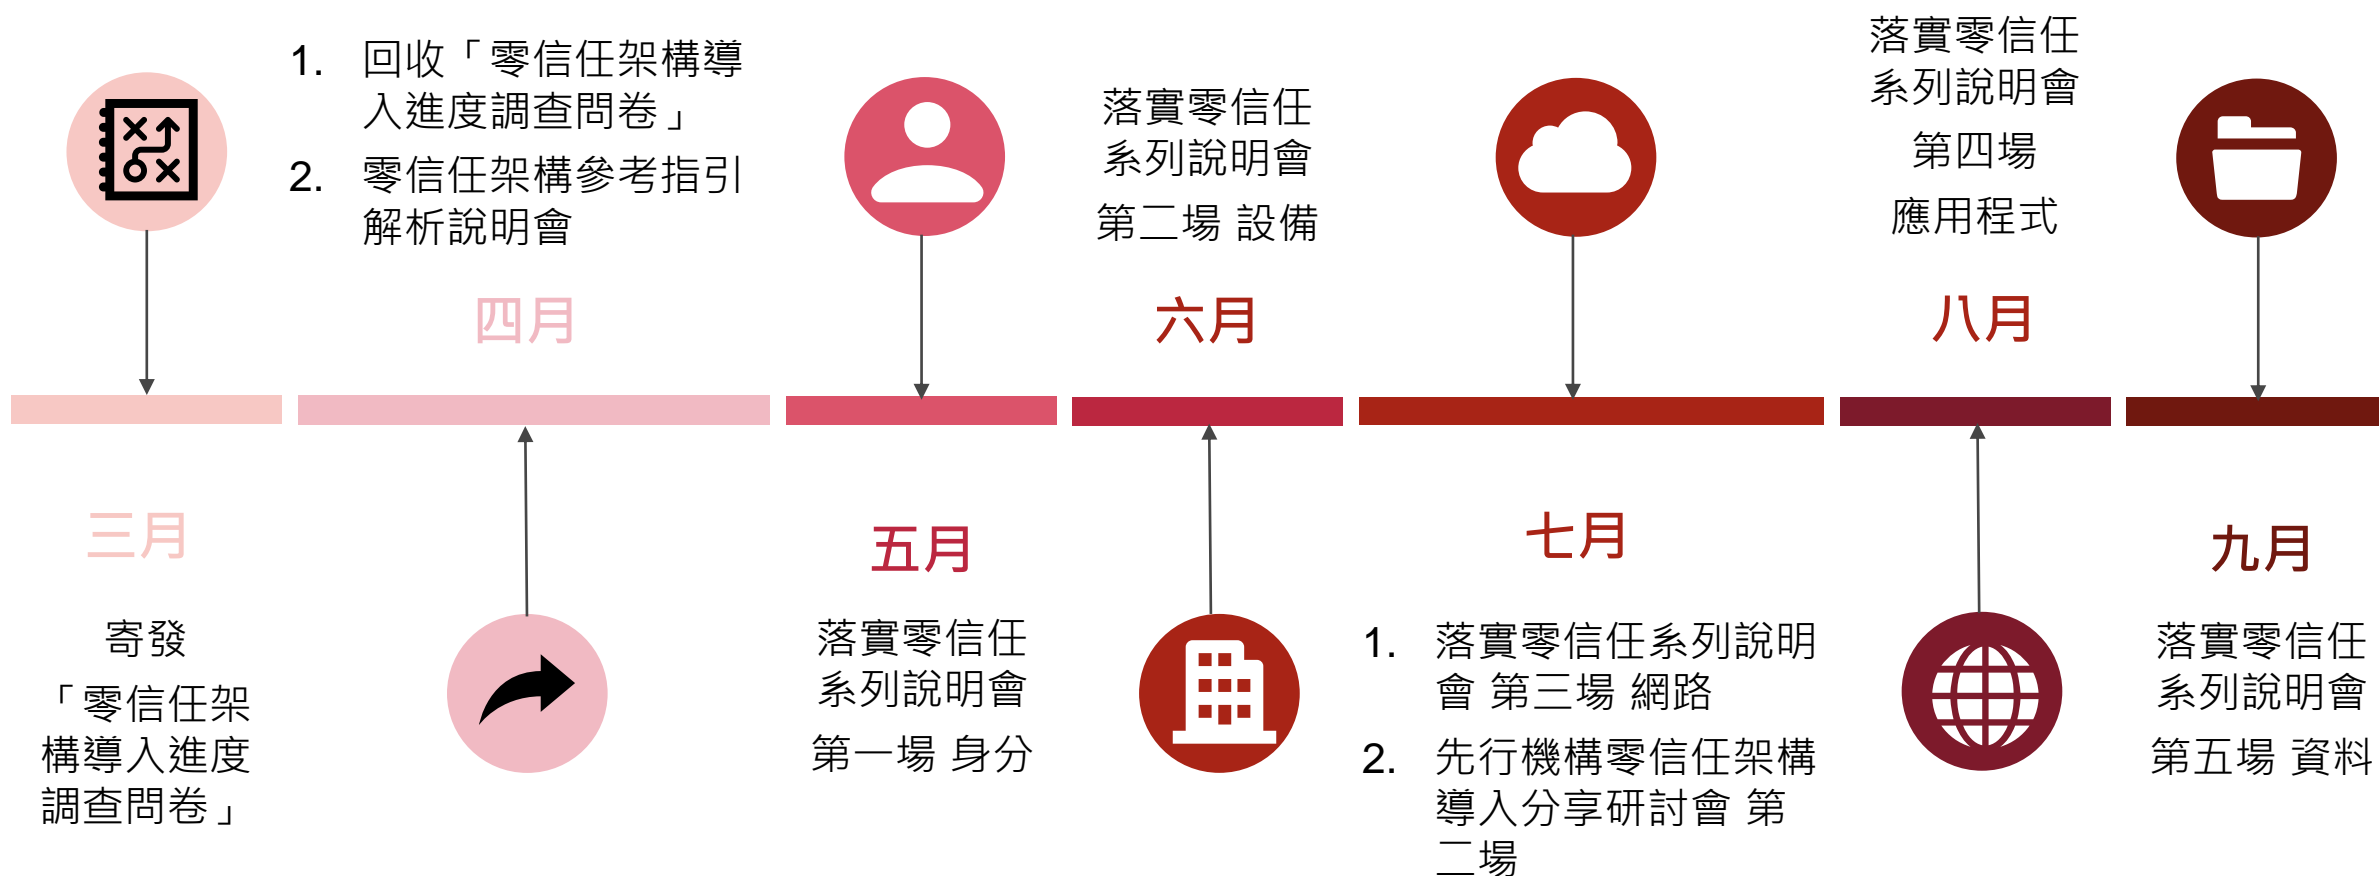 三月
寄發
「零信任架
構導入進度
調查問卷」
1. 回收「零信任架構導
入進度調查問卷」
2. 零信任架構參考指引
解析說明會
四月
五月
落實零信任
系列說明會
第一場 身分
落實零信任
系列說明會
第二場 設備
六月
七月
1. 落實零信任系列說明
會 第三場 網路
2. 先行機構零信任架構
導入分享研討會 第
二場
落實零信任
系列說明會
第四場
應用程式
八月
九月
落實零信任
系列說明會
第五場 資料